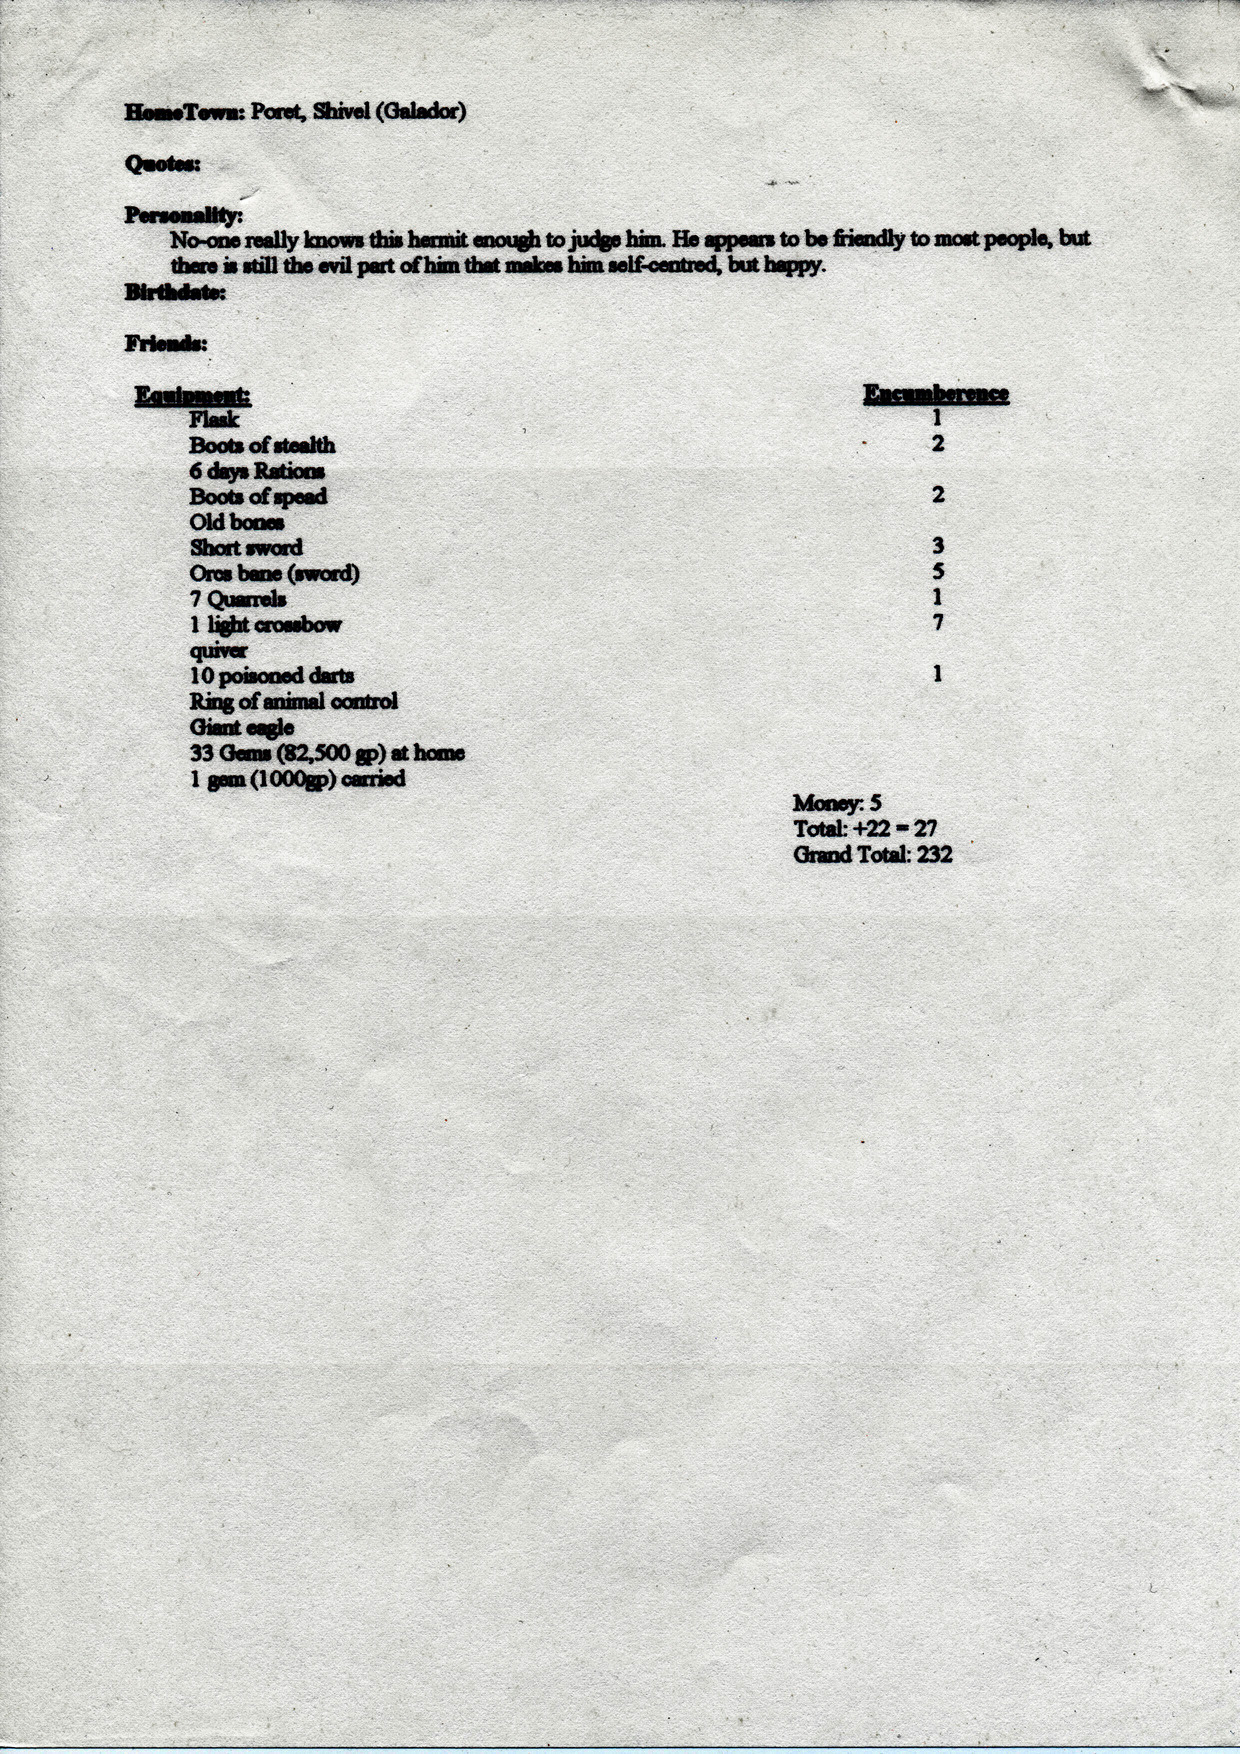 HomeTown: Poret, Shivel (Galador)
Quotes:
Personality:
No-one really knows this hermit enough to judge him. He appears to be friendly to most people, but
there is still the evil part of him that makes him self-centred, but happy.
Birthdate:
Friends:
Equipment: Encumberence
Flask 1
Boots of stealth 2
6 days Rations
Boots of spead 2
Old bones
Short sword 3
Orcs bane (sword) 5
7 Quarrels 1
1 light crossbow 7
quiver
10 poisoned darts 1
Ring of animal control
Giant eagle
33 Gems (82,500 gp) at home
1 gem (1000gp) carried
Money: 5
Total: +22 = 27
Grand Total: 232